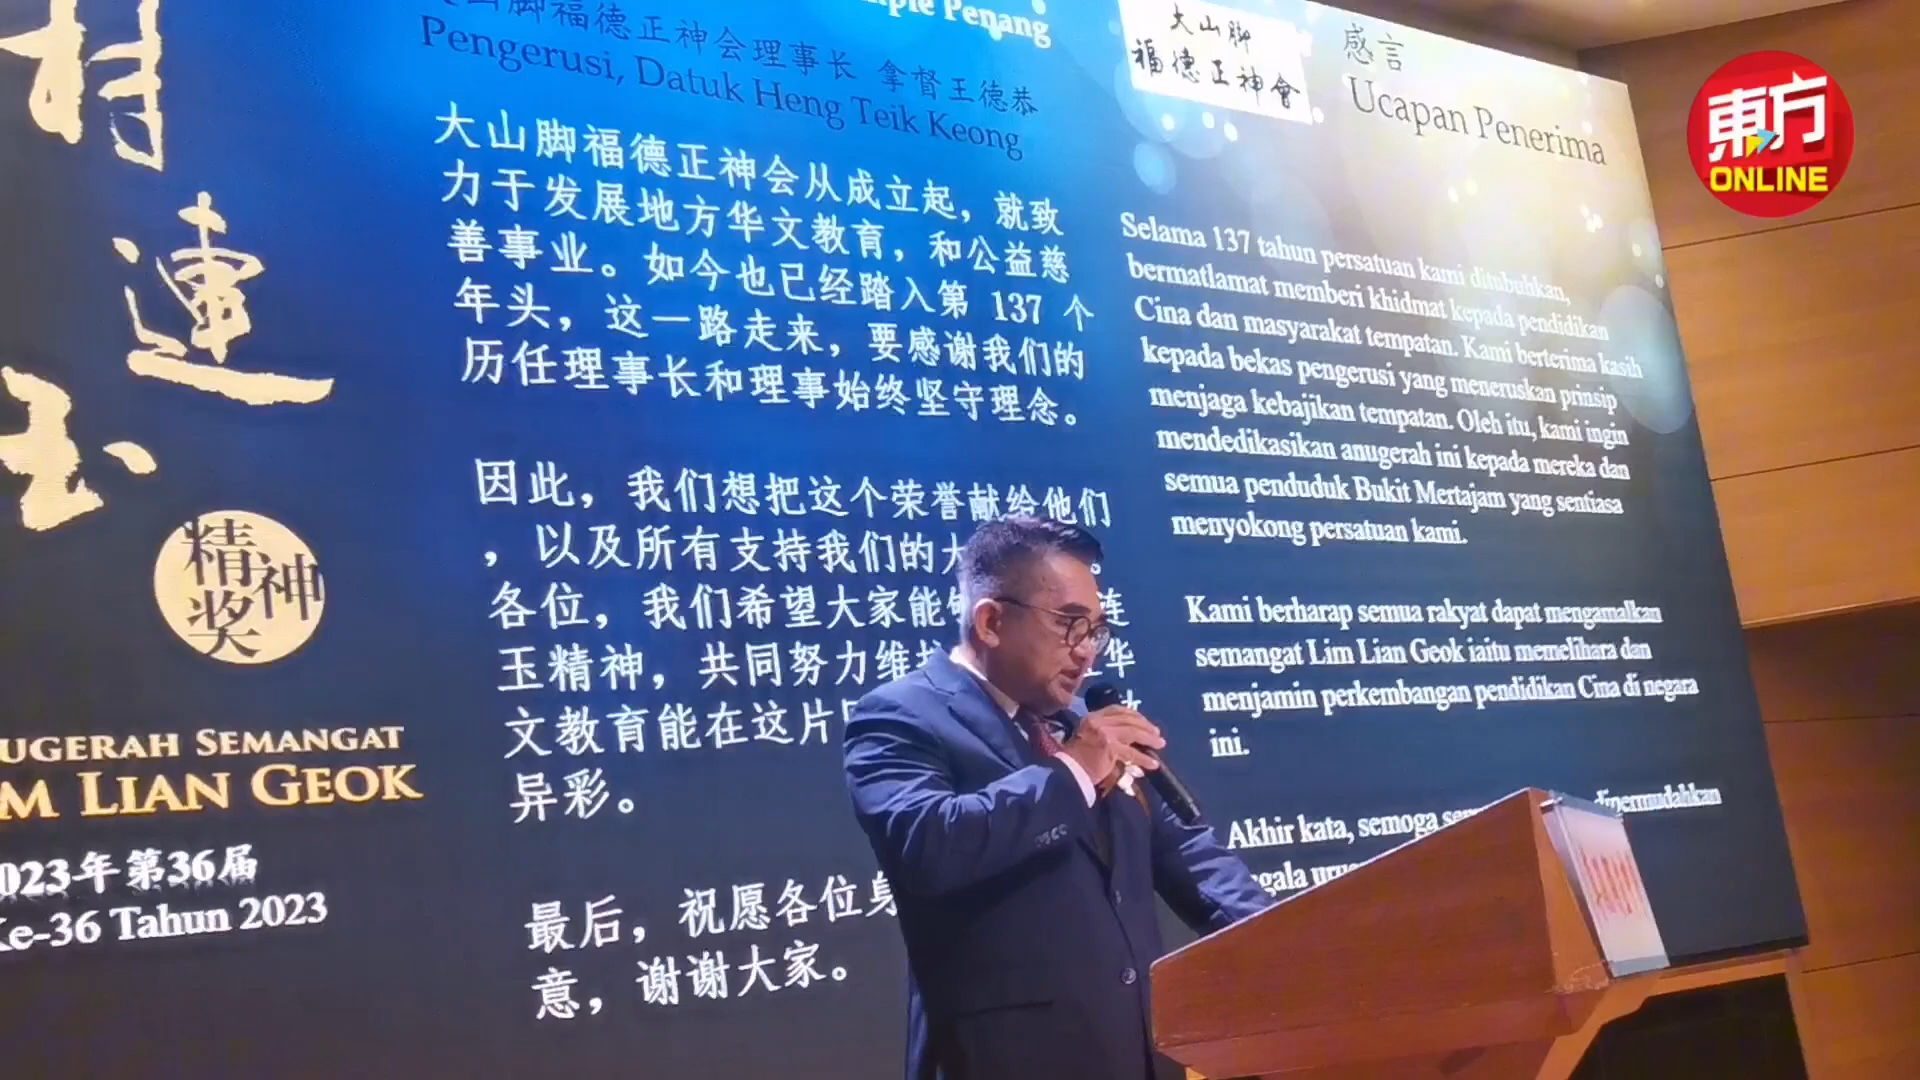 林
連
玉
精神
奖
UGERAH SEMANGAT
M LIAN GEOK
2023年 第36届
Ke-36 Tahun 2023
Penang
山脚福德正神会理事长 拿督王德恭
Pengerusi, Datuk Heng Teik Keong
大山脚福德正神会从成立起，就致
力于发展地方华文教育，和公益慈
善事业。如今也已经踏入第 137 个
年头，这一路走来，要感谢我们的
历任理事长和理事始终坚守理念。
因此，我们想把这个荣誉献给他们
，以及所有支持我们的大
各位，我们希望大家能 连
玉精神，共同努力维 华
文教育能在这片
异彩。
最后，祝愿各位身
意，谢谢大家。
大山脚
福德正神會
感言
Ucapan Penerima
Selama 137 tahun persatuan kami ditubuhkan,
bermatlamat memberi khidmat kepada pendidikan
Cina dan masyarakat tempatan. Kami berterima kasih
kepada bekas pengerusi yang meneruskan prinsip
menjaga kebajikan tempatan. Oleh itu, kami ingin
mendedikasikan anugerah ini kepada mereka dan
semua penduduk Bukit Mertajam yang sentiasa
menyokong persatuan kami.
Kami berharap semua rakyat dapat mengamalkan
semangat Lim Lian Geok iaitu memelihara dan
menjamin perkembangan pendidikan Cina di negara
ini.
Akhir kata, semoga dipermudahkan
東方
ONLINE